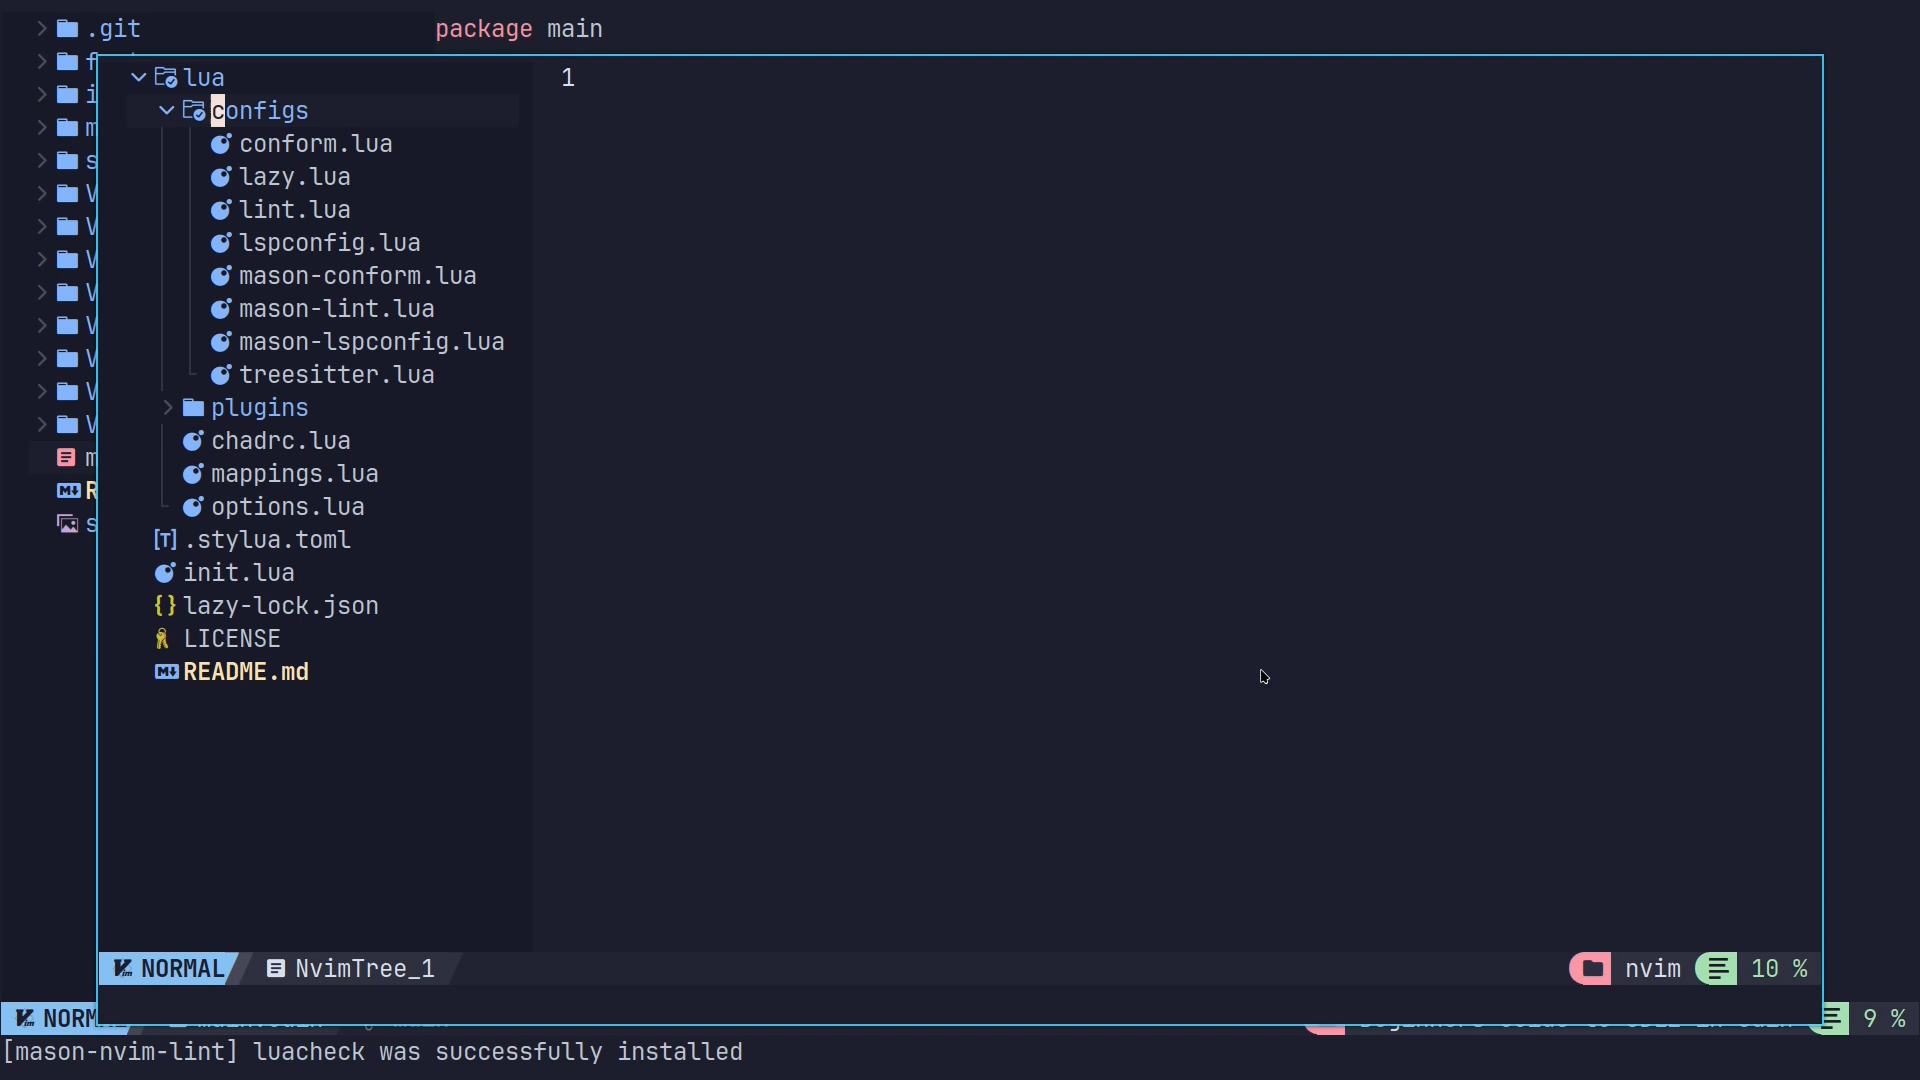 .git
package main
lua
1
configs
conform.lua
lazy.lua
lint.lua
lspconfig.lua
mason-conform.lua
mason-lint.lua
mason-lspconfig.lua
treesitter.lua
plugins
chadrc.lua
mappings.lua
options.lua
[T] .stylua.toml
init.lua
{} lazy-lock.json
LICENSE
README.md
NORMAL NvimTree_1 nvim 10 %
NORM 9 %
[mason-nvim-lint] luacheck was successfully installed